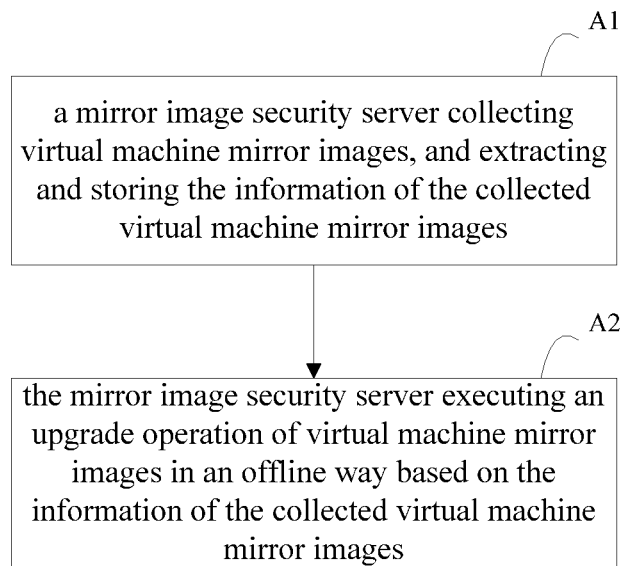 A1
a mirror image security server collecting
virtual machine mirror images, and extracting
and storing the information of the collected
virtual machine mirror images
A2
the mirror image security server executing an
upgrade operation of virtual machine mirror
images in an offline way based on the
information of the collected virtual machine
mirror images